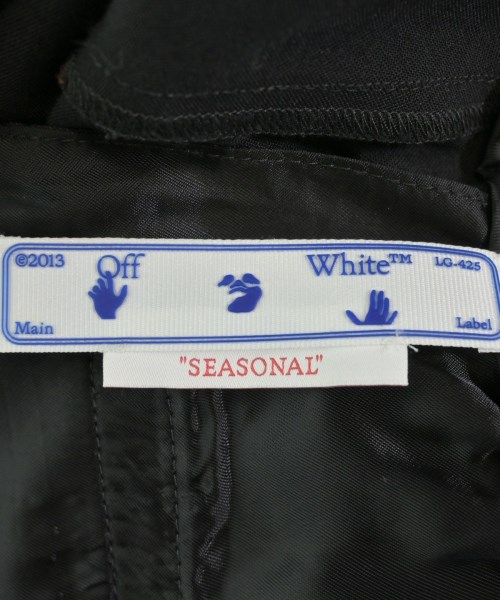 ©2013 Off White™ LG-425
Main Label
"SEASONAL"